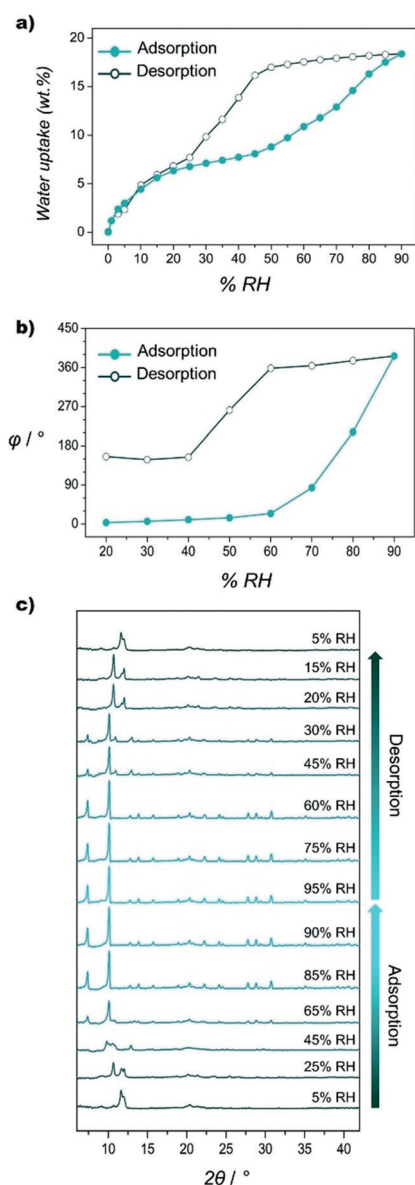 a)
Adsorption
Desorption
Water uptake (wt.%)
20
15
10
5
0
0 10 20 30 40 50 60 70 80 90
% RH
b)
Adsorption
Desorption
φ / °
450
360
270
180
90
0
20 30 40 50 60 70 80 90
% RH
c)
5% RH
15% RH
20% RH
30% RH
45% RH
60% RH
75% RH
95% RH
90% RH
85% RH
65% RH
45% RH
25% RH
5% RH
Desorption
Adsorption
10 15 20 25 30 35 40
2θ / °